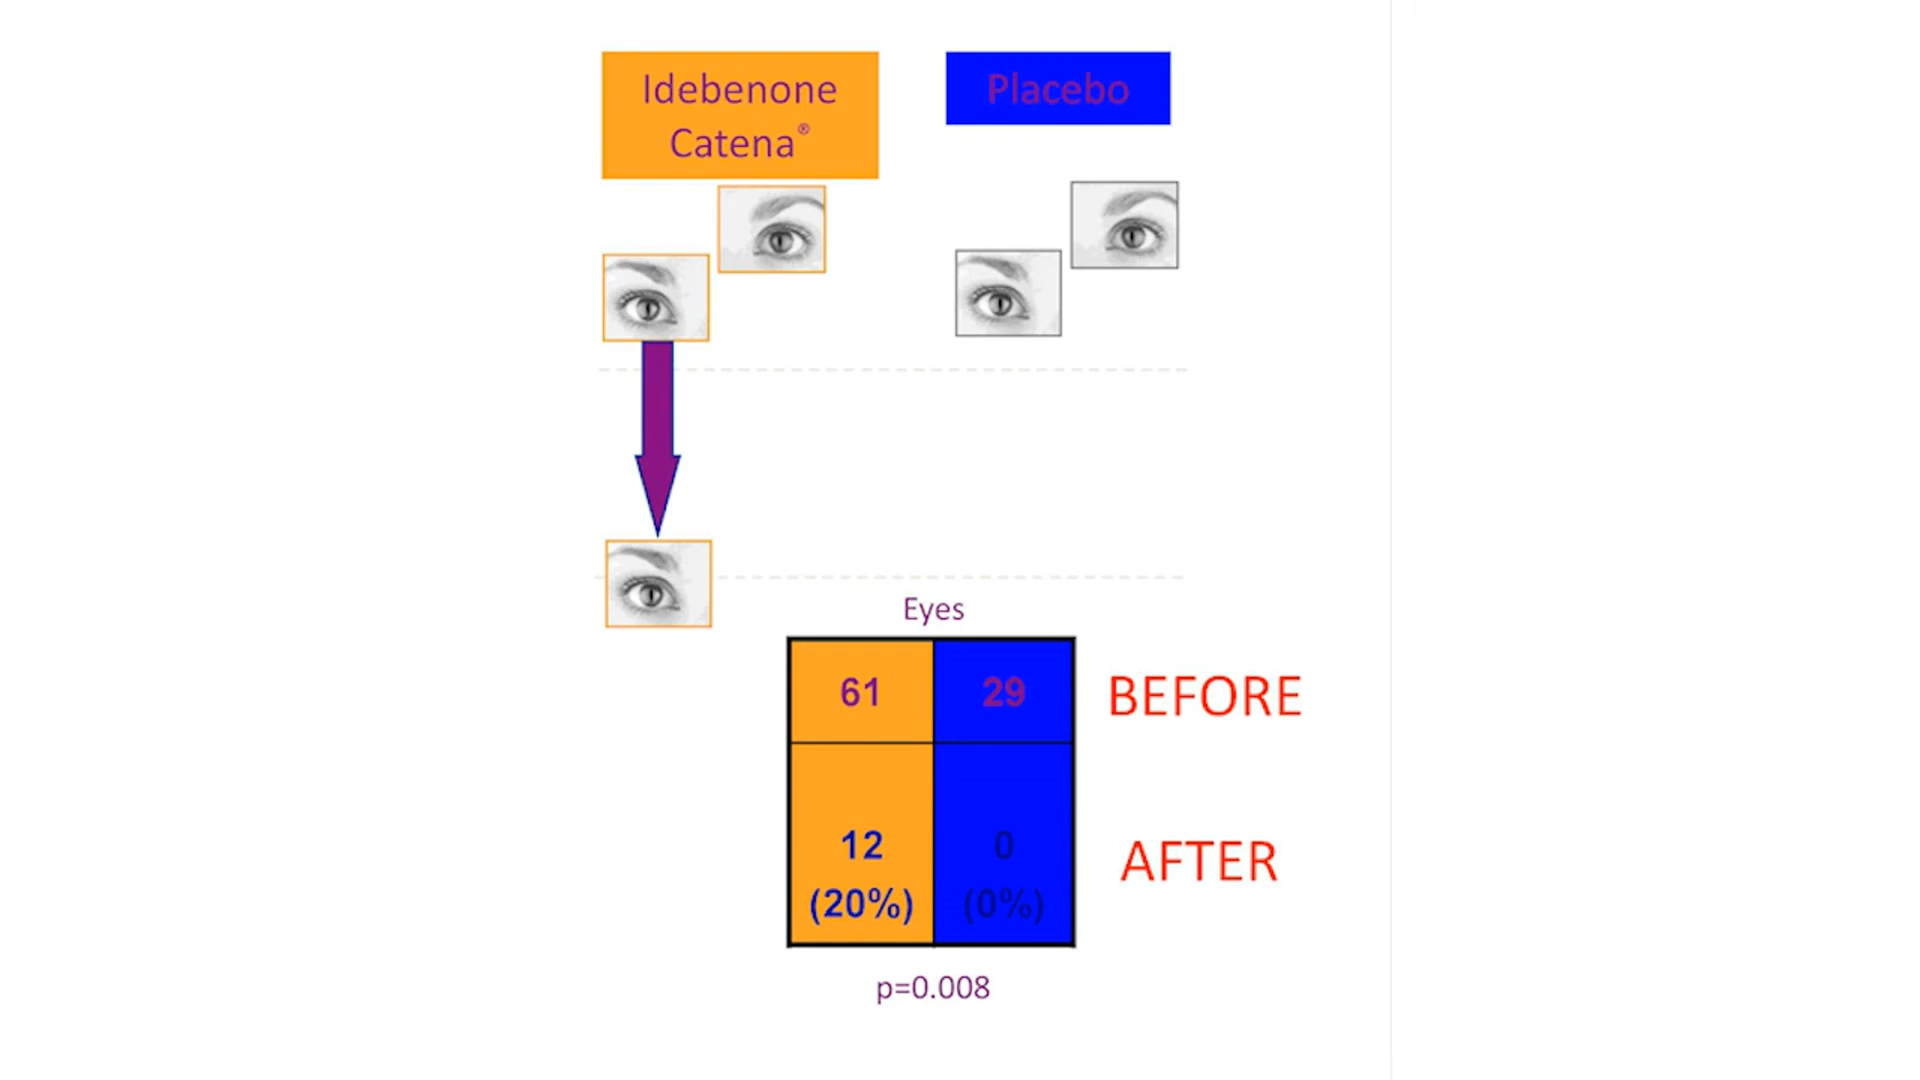 Idebenone
Catena®
Placebo
Eyes
61 29 BEFORE
12 0 AFTER
(20%) (0%)
p=0.008